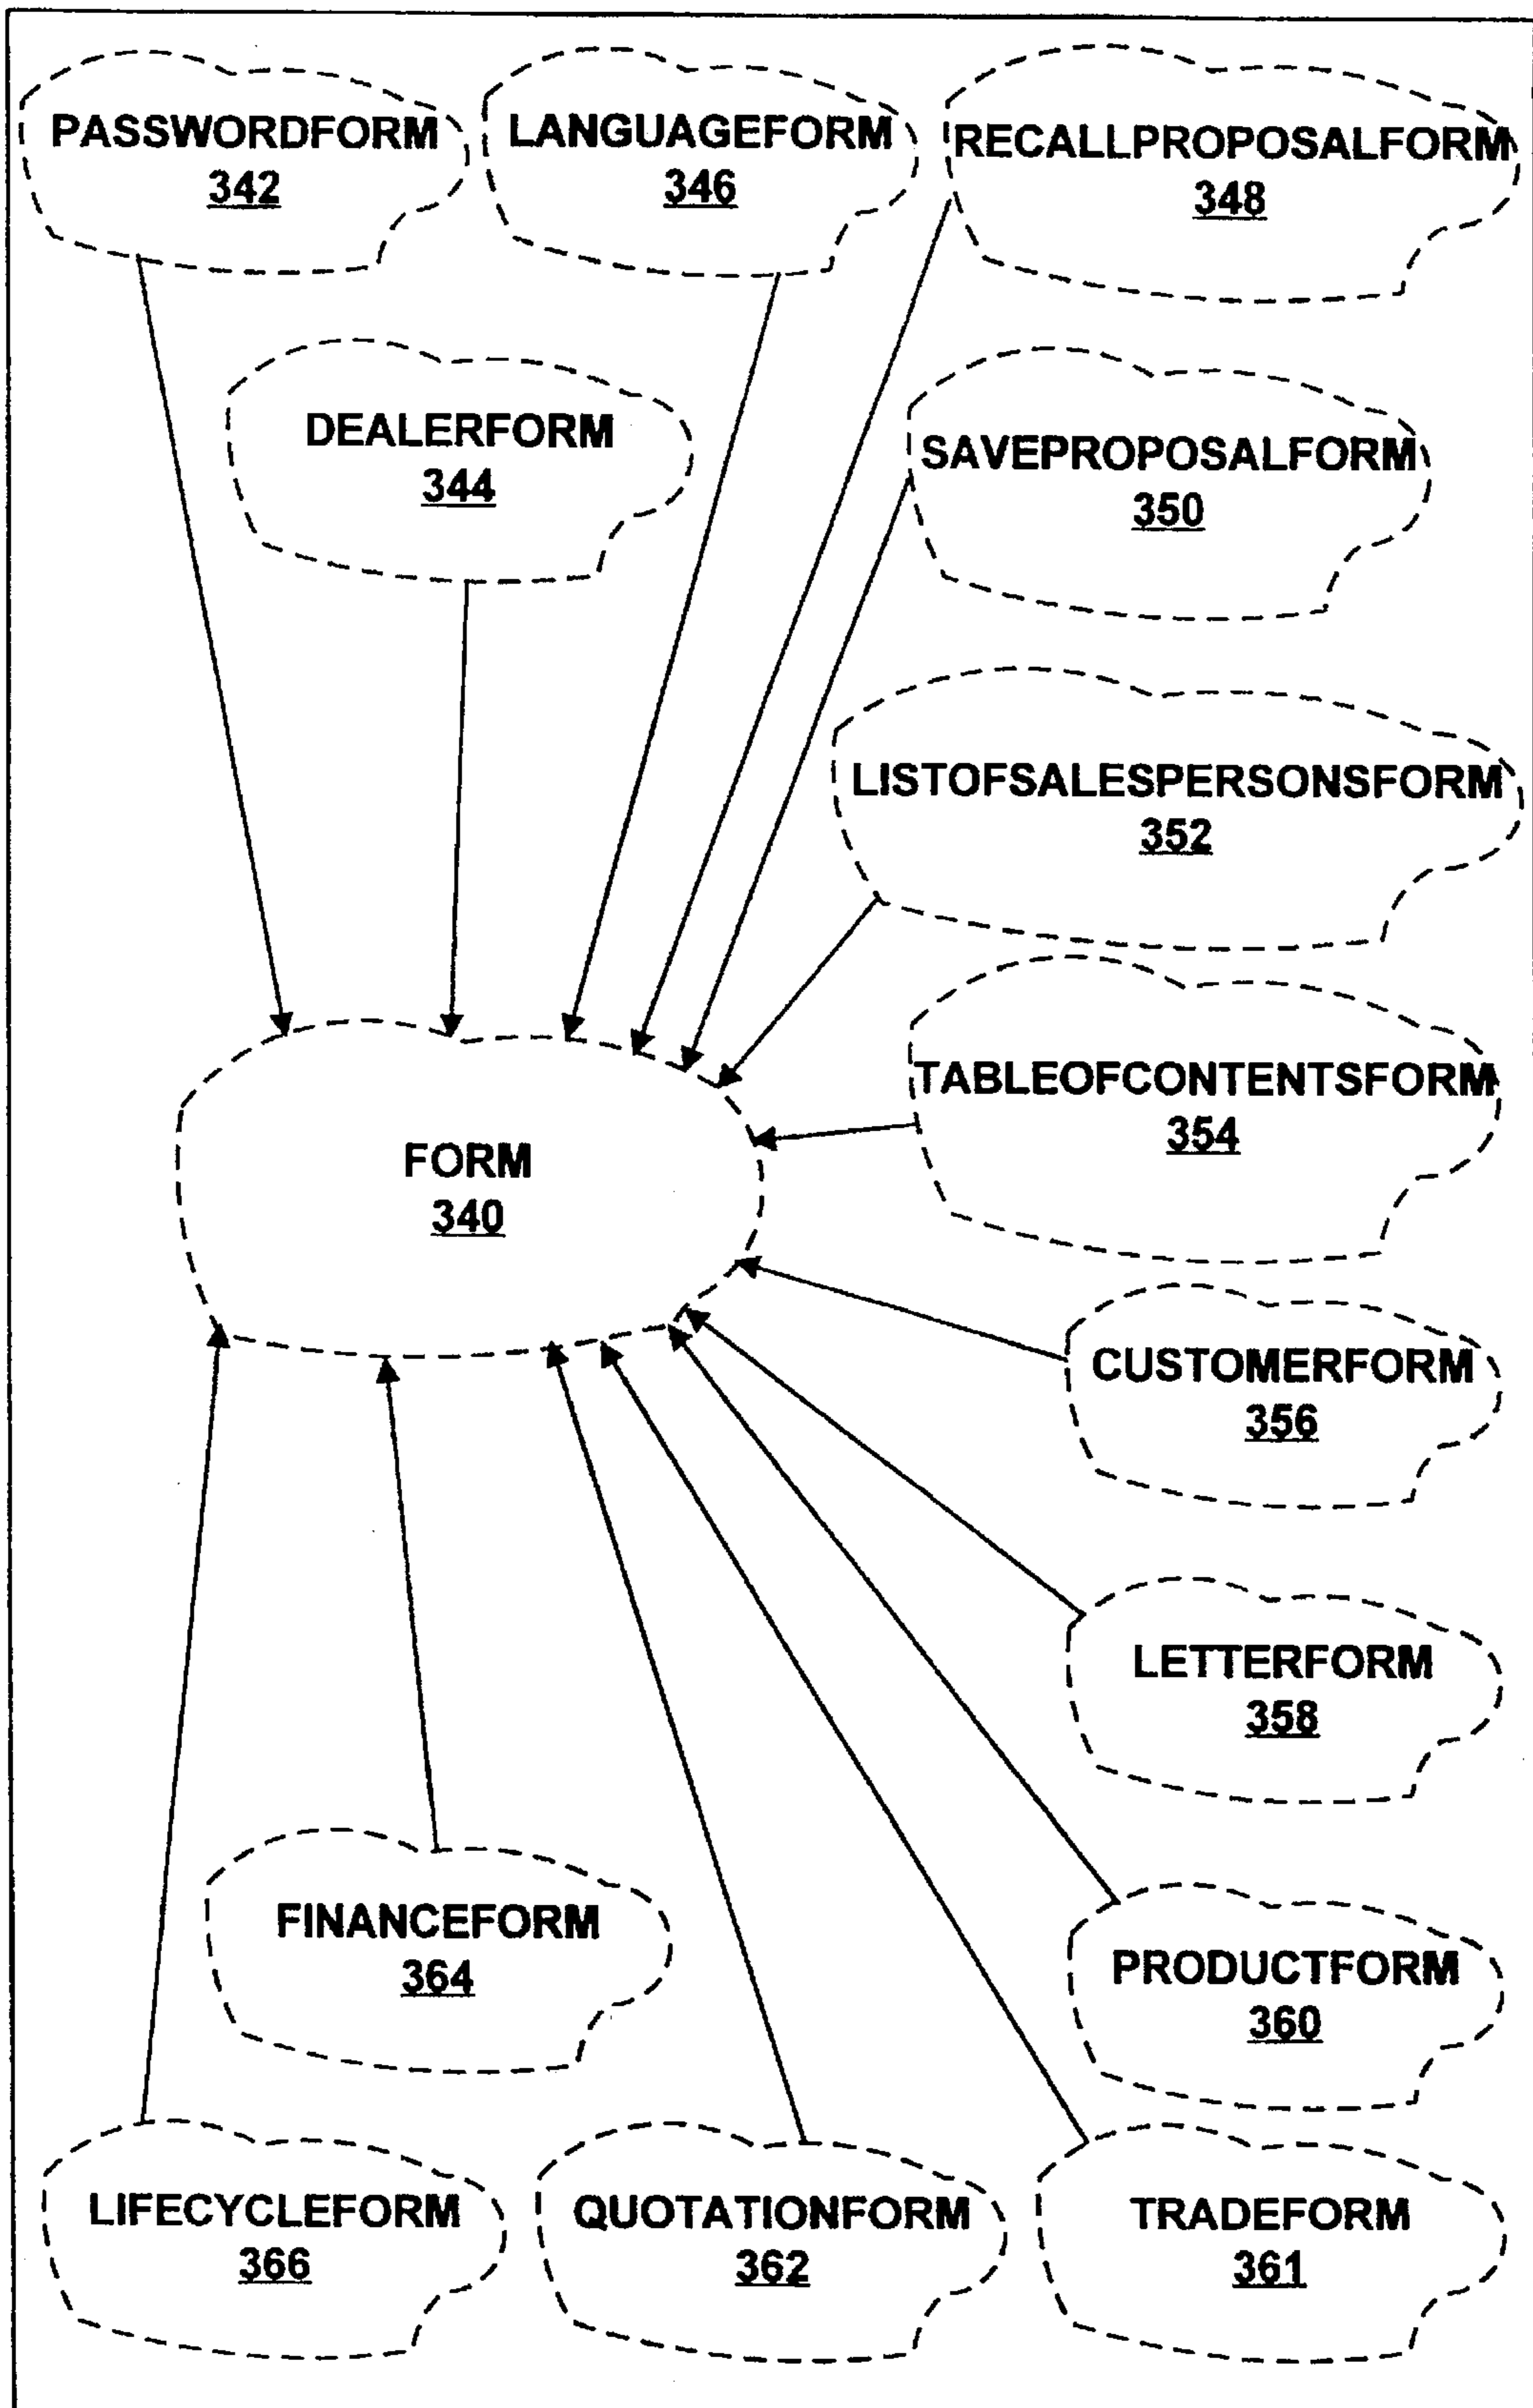 PASSWORDFORM
342
LANGUAGEFORM
346
RECALLPROPOSALFORM
348
DEALERFORM
344
SAVEPROPOSALFORM
350
LISTOFSALESPERSONSFORM
352
TABLEOFCONTENTSFORM
354
FORM
340
CUSTOMERFORM
356
LETTERFORM
358
FINANCEFORM
364
PRODUCTFORM
360
LIFECYCLEFORM
366
QUOTATIONFORM
362
TRADEFORM
361